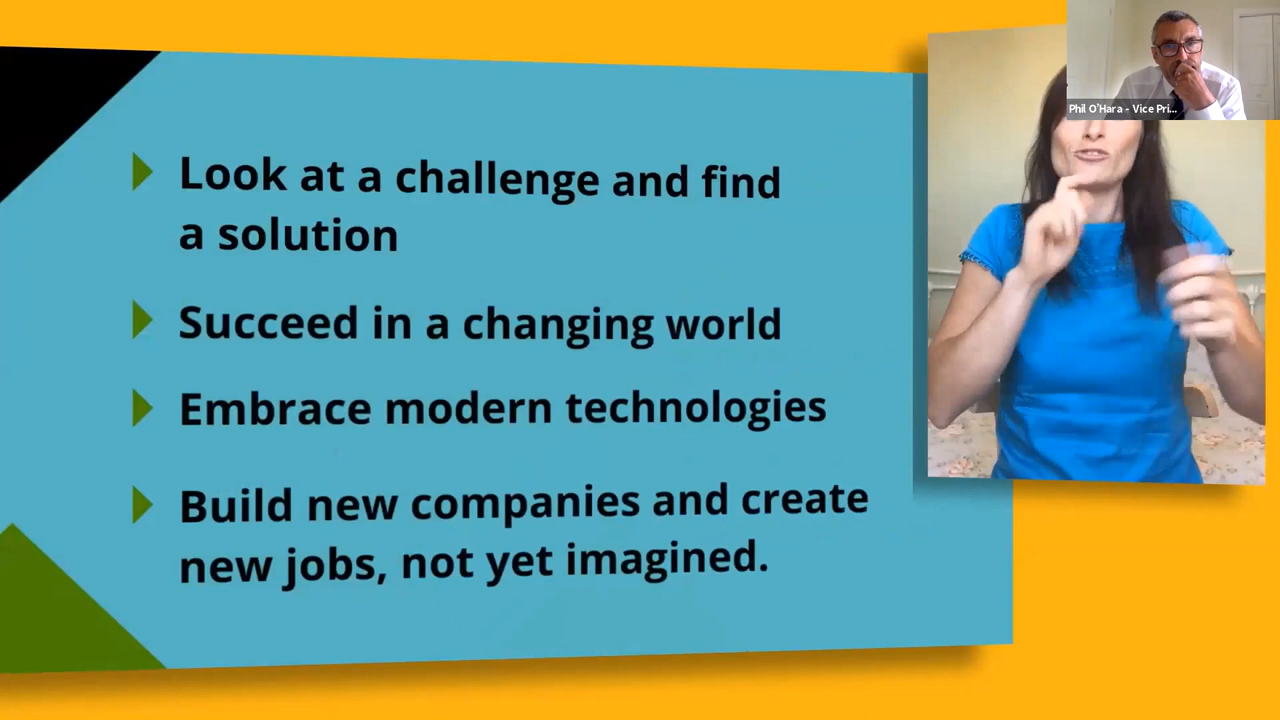 Look at a challenge and find
a solution
Succeed in a changing world
Embrace modern technologies
Build new companies and create
new jobs, not yet imagined.
Phil O'Hara - Vice Pri...